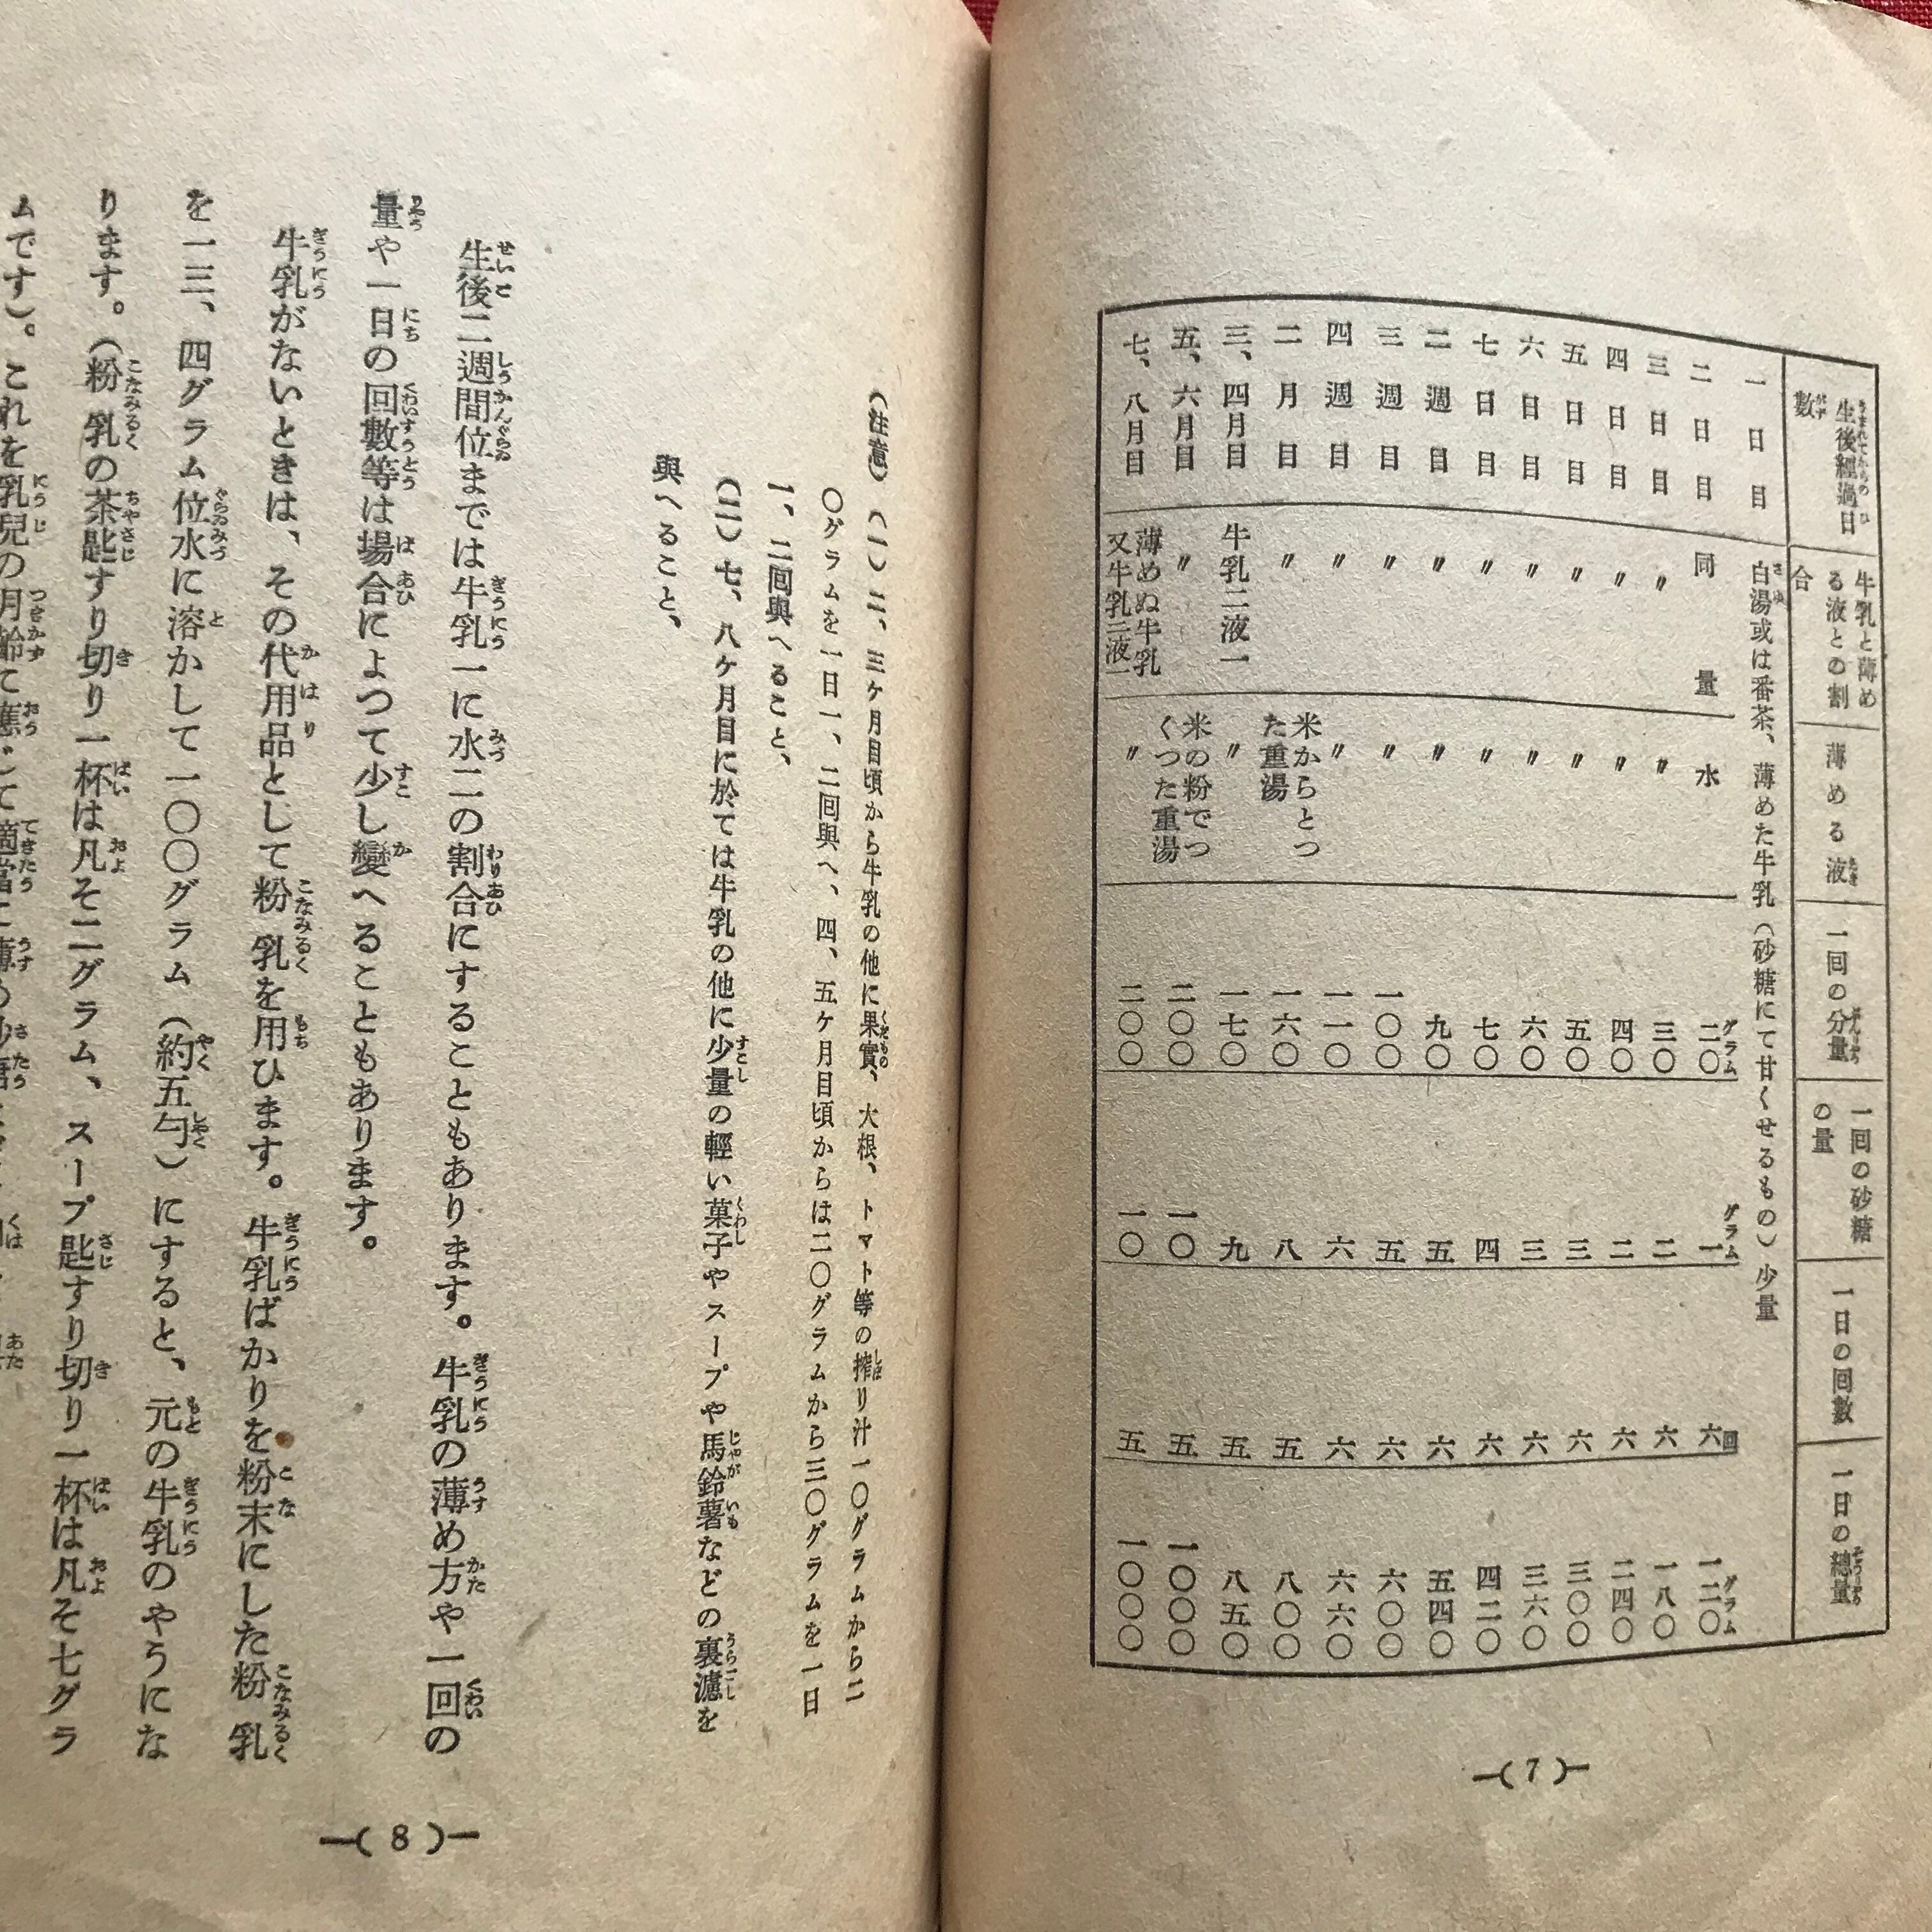 生後經過日數
牛乳と薄める液との割合
薄める液
一回の分量
一回の砂糖の量
一日の回數
一日の總量
一日目 白湯或は番茶、薄めた牛乳(砂糖にて甘くせるもの)少量
二日目 同量 水 二〇グラム 一グラム 六回 一二〇グラム
三日目 〃 〃 三〇 二 六 一八〇
四日目 〃 〃 四〇 二 六 二四〇
五日目 〃 〃 五〇 三 六 三〇〇
六日目 〃 〃 六〇 三 六 三六〇
七日目 〃 〃 七〇 四 六 四二〇
二週目 〃 〃 九〇 五 六 五四〇
三週目 〃 〃 一〇〇 五 六 六〇〇
四週目 〃 〃 一一〇 六 六 六六〇
二月目 〃 米からとつた重湯 一六〇 八 五 八〇〇
三、四月目 牛乳二液一 〃 一七〇 九 五 八五〇
五、六月目 〃 米の粉でつくつた重湯 二〇〇 一〇 五 一〇〇〇
七、八月目 薄めぬ牛乳又牛乳二液一 〃 二〇〇 一〇 五 一〇〇〇
―(7)―
(注意) (一)二、三ケ月目頃から牛乳の他に果實、大根、トマト等の搾り汁一〇グラムから二
〇グラムを一日一、二囘與へ、四、五ケ月目頃からは二〇グラムから三〇グラムを一日
一、二囘與へること、
(二)七、八ケ月目に於ては牛乳の他に少量の輕い菓子やスープや馬鈴薯などの裏漉を
與へること、
生後二週間位までは牛乳一に水二の割合にすることもあります。牛乳の薄め方や一回の
量や一日の回數等は場合によつて少し變へることもあります。
牛乳がないときは、その代用品として粉乳を用ひます。牛乳ばかりを粉末にした粉乳
を一三、四グラム位水に溶かして一〇〇グラム(約五勺)にすると、元の牛乳のやうにな
ります。(粉乳の茶匙すり切り一杯は凡そ二グラム、スープ匙すり切り一杯は凡そ七グラ
ムです)。これを乳兒の月齡
―(8)―